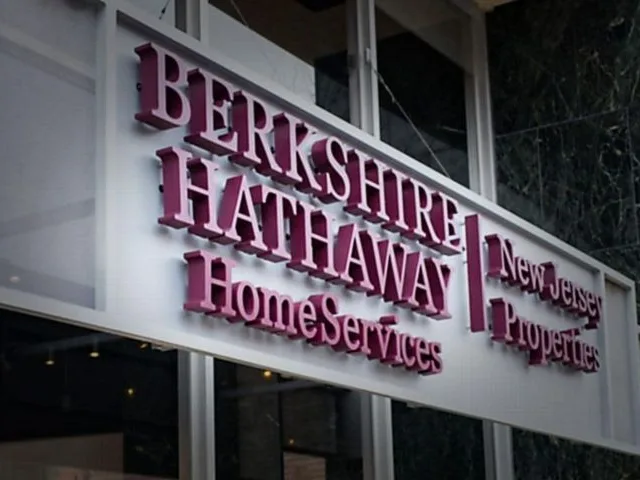 BERKSHIRE
HATHAWAY
HomeServices
New Jersey
Properties